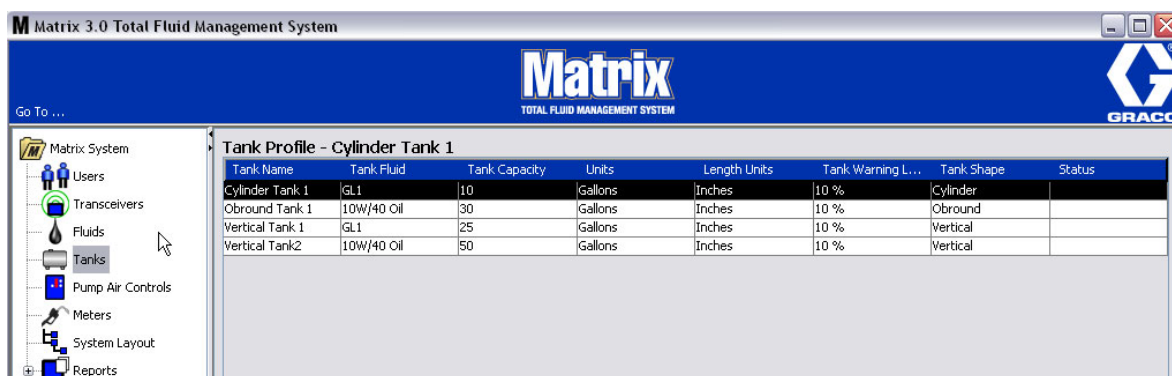 M Matrix 3.0 Total Fluid Management System
Matrix
TOTAL FLUID MANAGEMENT SYSTEM
Go To ...
GRACO
Matrix System
Users
Transceivers
Fluids
Tanks
Pump Air Controls
Meters
System Layout
Reports
Tank Profile - Cylinder Tank 1
Tank Name Tank Fluid Tank Capacity Units Length Units Tank Warning L... Tank Shape Status
Cylinder Tank 1 GL1 10 Gallons Inches 10 % Cylinder
Obround Tank 1 10W/40 Oil 30 Gallons Inches 10 % Obround
Vertical Tank 1 GL1 25 Gallons Inches 10 % Vertical
Vertical Tank2 10W/40 Oil 50 Gallons Inches 10 % Vertical